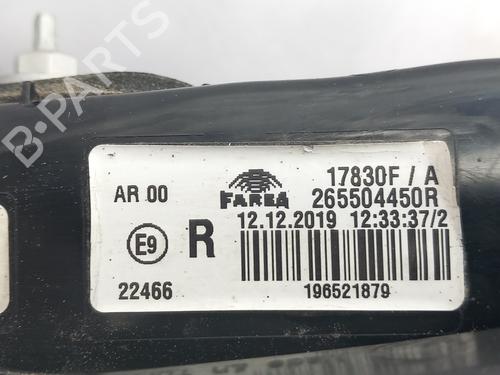 B-PARTS
AR 00
FAREA
17830F / A
265504450R
E9
R
12.12.2019 12:33:37/2
22466
196521879